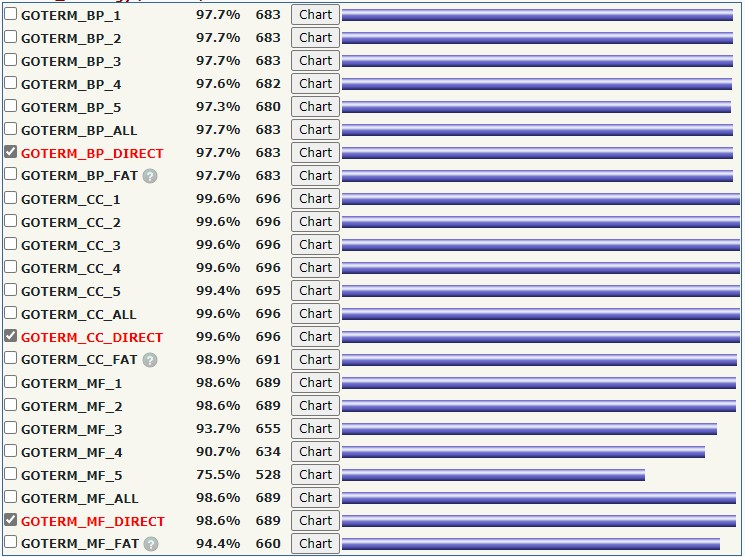 GOTERM_BP_1 97.7% 683 Chart
GOTERM_BP_2 97.7% 683 Chart
GOTERM_BP_3 97.7% 683 Chart
GOTERM_BP_4 97.6% 682 Chart
GOTERM_BP_5 97.3% 680 Chart
GOTERM_BP_ALL 97.7% 683 Chart
GOTERM_BP_DIRECT 97.7% 683 Chart
GOTERM_BP_FAT ? 97.7% 683 Chart
GOTERM_CC_1 99.6% 696 Chart
GOTERM_CC_2 99.6% 696 Chart
GOTERM_CC_3 99.6% 696 Chart
GOTERM_CC_4 99.6% 696 Chart
GOTERM_CC_5 99.4% 695 Chart
GOTERM_CC_ALL 99.6% 696 Chart
GOTERM_CC_DIRECT 99.6% 696 Chart
GOTERM_CC_FAT ? 98.9% 691 Chart
GOTERM_MF_1 98.6% 689 Chart
GOTERM_MF_2 98.6% 689 Chart
GOTERM_MF_3 93.7% 655 Chart
GOTERM_MF_4 90.7% 634 Chart
GOTERM_MF_5 75.5% 528 Chart
GOTERM_MF_ALL 98.6% 689 Chart
GOTERM_MF_DIRECT 98.6% 689 Chart
GOTERM_MF_FAT ? 94.4% 660 Chart